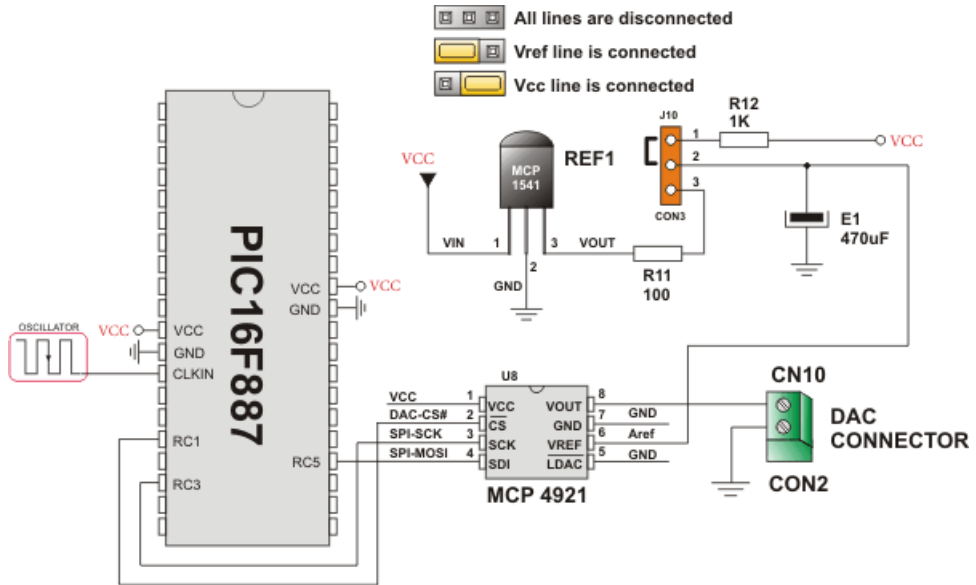 All lines are disconnected
Vref line is connected
Vcc line is connected
R12
1K
J10
1
VCC
2
3
CON3
VCC
MCP
1541
REF1
VIN
1
2
3
VOUT
GND
R11
100
E1
470uF
PIC16F887
VCC
VCC
GND
OSCILLATOR
VCC
VCC
GND
CLKIN
RC1
RC5
RC3
U8
VCC
1
VCC
VOUT
8
DAC-CS#
2
CS
GND
7
GND
SPI-SCK
3
SCK
VREF
6
Aref
SPI-MOSI
4
SDI
LDAC
5
GND
MCP 4921
CN10
DAC
CONNECTOR
CON2